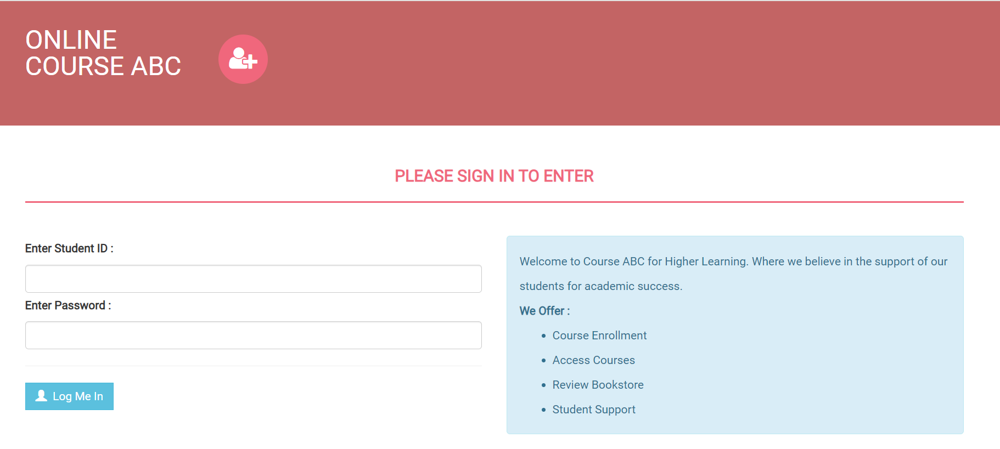 ONLINE
COURSE ABC
PLEASE SIGN IN TO ENTER
Enter Student ID :
Enter Password :
Log Me In
Welcome to Course ABC for Higher Learning. Where we believe in the support of our
students for academic success.
We Offer :
Course Enrollment
Access Courses
Review Bookstore
Student Support